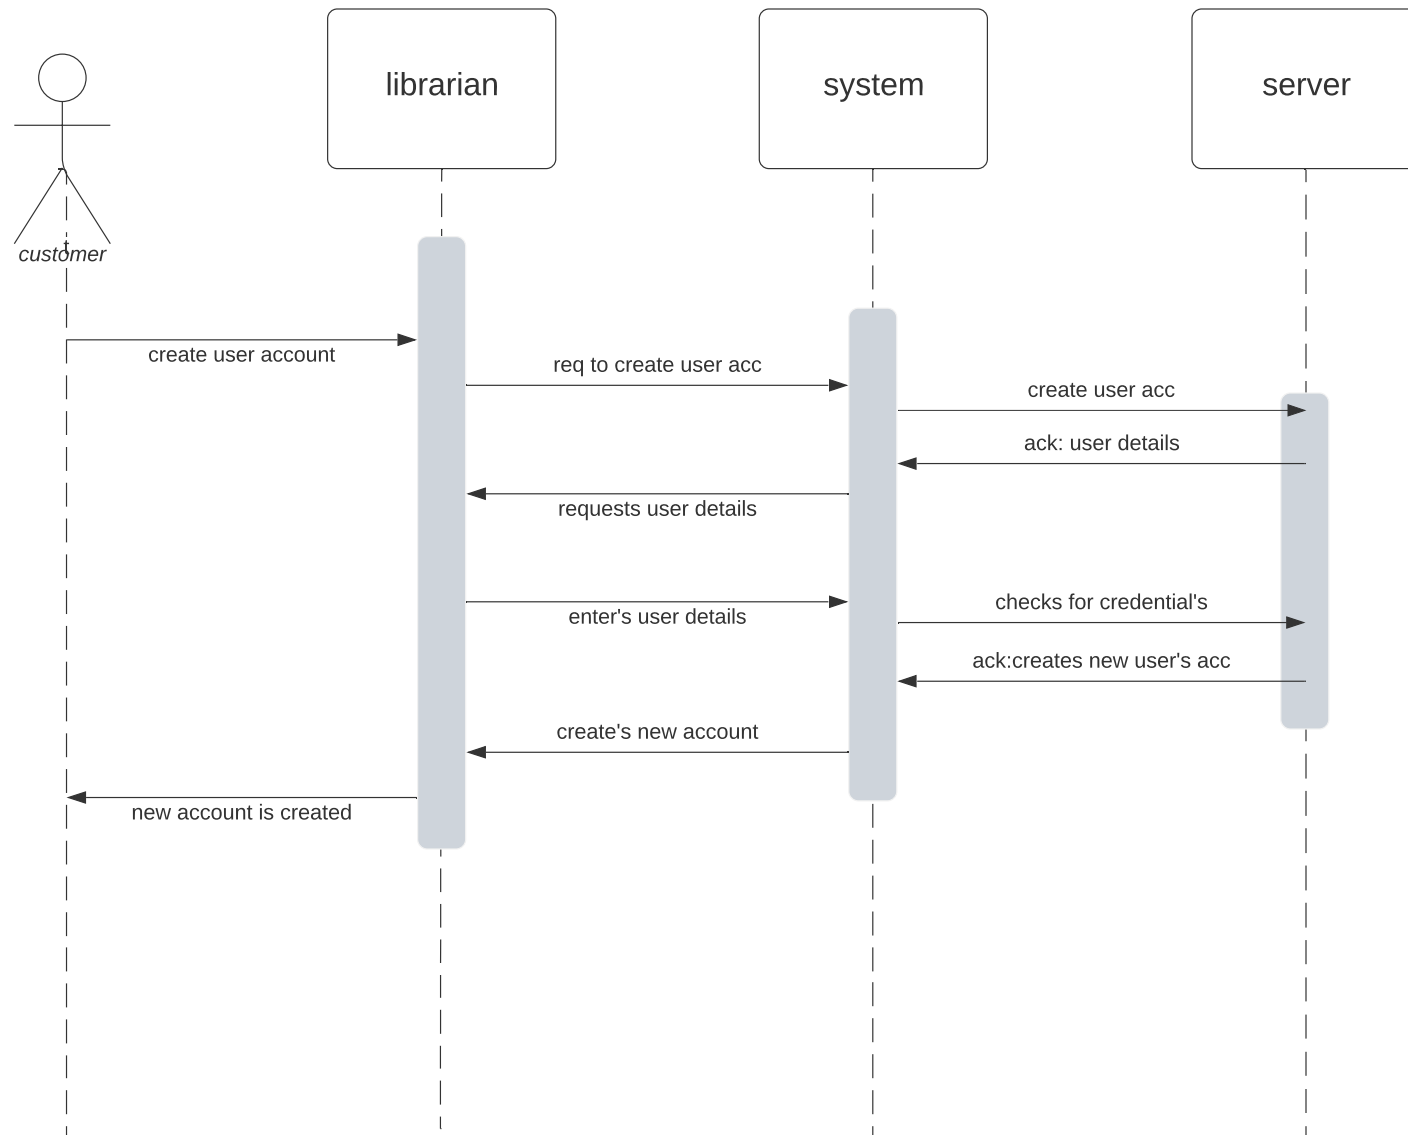 librarian
system
server
customer
create user account
req to create user acc
create user acc
ack: user details
requests user details
enter's user details
checks for credential's
ack:creates new user's acc
create's new account
new account is created